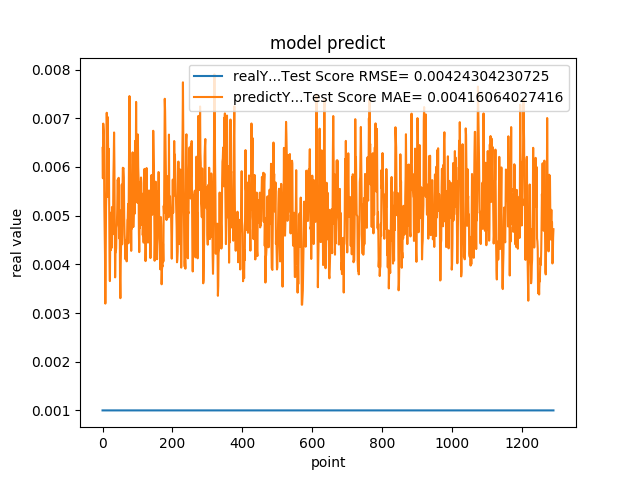 model predict
realY...Test Score RMSE= 0.00424304230725
predictY...Test Score MAE= 0.00416064027416
0.008
0.007
0.006
0.005
0.004
0.003
0.002
0.001
real value
0 200 400 600 800 1000 1200
point